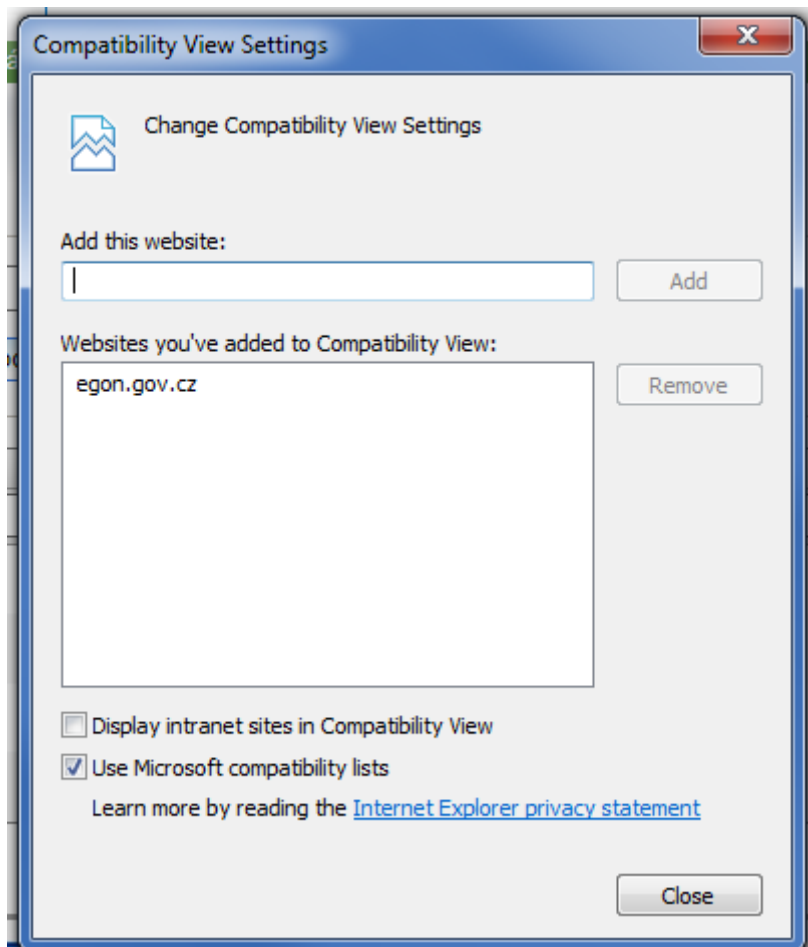 Compatibility View Settings
Change Compatibility View Settings
Add this website:
Add
Websites you've added to Compatibility View:
egon.gov.cz
Remove
Display intranet sites in Compatibility View
Use Microsoft compatibility lists
Learn more by reading the Internet Explorer privacy statement
Close